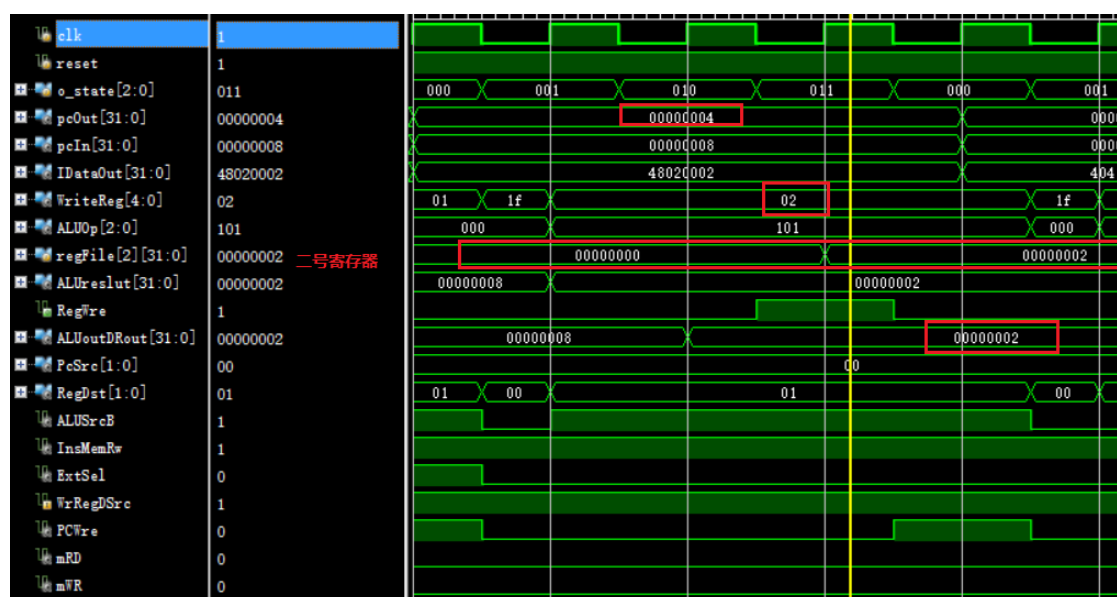 clk 1
reset 1
o_state[2:0] 011 000 001 010 011 000 001
pcOut[31:0] 00000004 00000004 000
pcIn[31:0] 00000008 00000008 000
IDataOut[31:0] 48020002 48020002 404
WriteReg[4:0] 02 01 1f 02 1f
ALUOp[2:0] 101 000 101 000
regFile[2][31:0] 00000002 二号寄存器 00000000 00000002
ALUreslut[31:0] 00000002 00000008 00000002
RegWre 1
ALUoutDRout[31:0] 00000002 00000008 00000002
PcSrc[1:0] 00 00
RegDst[1:0] 01 01 00 01 00
ALUSrcB 1
InsMemRw 1
ExtSel 0
WrRegDSrc 1
PCWre 0
mRD 0
mWR 0